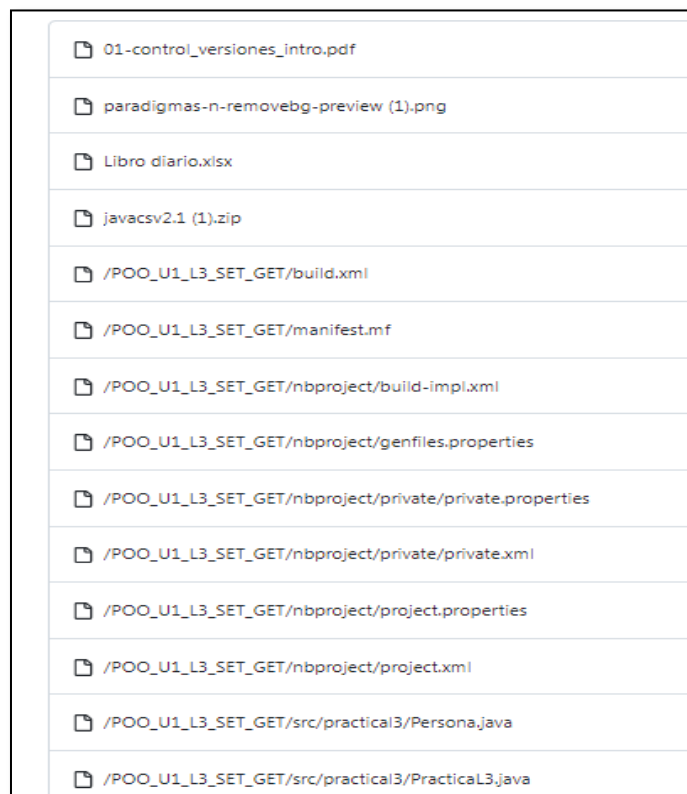 01-control_versiones_intro.pdf
paradigmas-n-removebg-preview (1).png
Libro diario.xlsx
javacsv2.1 (1).zip
/POO_U1_L3_SET_GET/build.xml
/POO_U1_L3_SET_GET/manifest.mf
/POO_U1_L3_SET_GET/nbproject/build-impl.xml
/POO_U1_L3_SET_GET/nbproject/genfiles.properties
/POO_U1_L3_SET_GET/nbproject/private/private.properties
/POO_U1_L3_SET_GET/nbproject/private/private.xml
/POO_U1_L3_SET_GET/nbproject/project.properties
/POO_U1_L3_SET_GET/nbproject/project.xml
/POO_U1_L3_SET_GET/src/practical3/Persona.java
/POO_U1_L3_SET_GET/src/practical3/PracticaL3.java